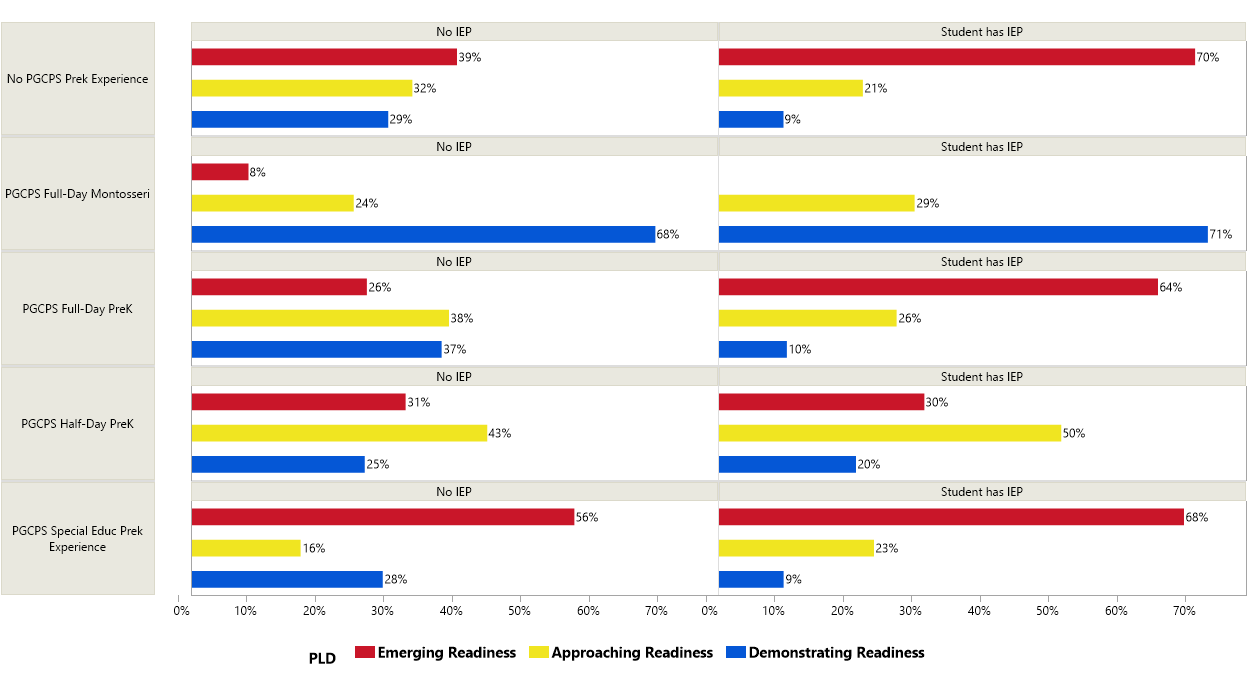 No IEP
Student has IEP
No PGCPS Prek Experience
39%
32%
29%
70%
21%
9%
No IEP
Student has IEP
PGCPS Full-Day Montosseri
8%
24%
68%
29%
71%
No IEP
Student has IEP
PGCPS Full-Day PreK
26%
38%
37%
64%
26%
10%
No IEP
Student has IEP
PGCPS Half-Day PreK
31%
43%
25%
30%
50%
20%
No IEP
Student has IEP
PGCPS Special Educ Prek
Experience
56%
16%
28%
68%
23%
9%
0% 10% 20% 30% 40% 50% 60% 70% 0% 10% 20% 30% 40% 50% 60% 70%
PLD Emerging Readiness Approaching Readiness Demonstrating Readiness